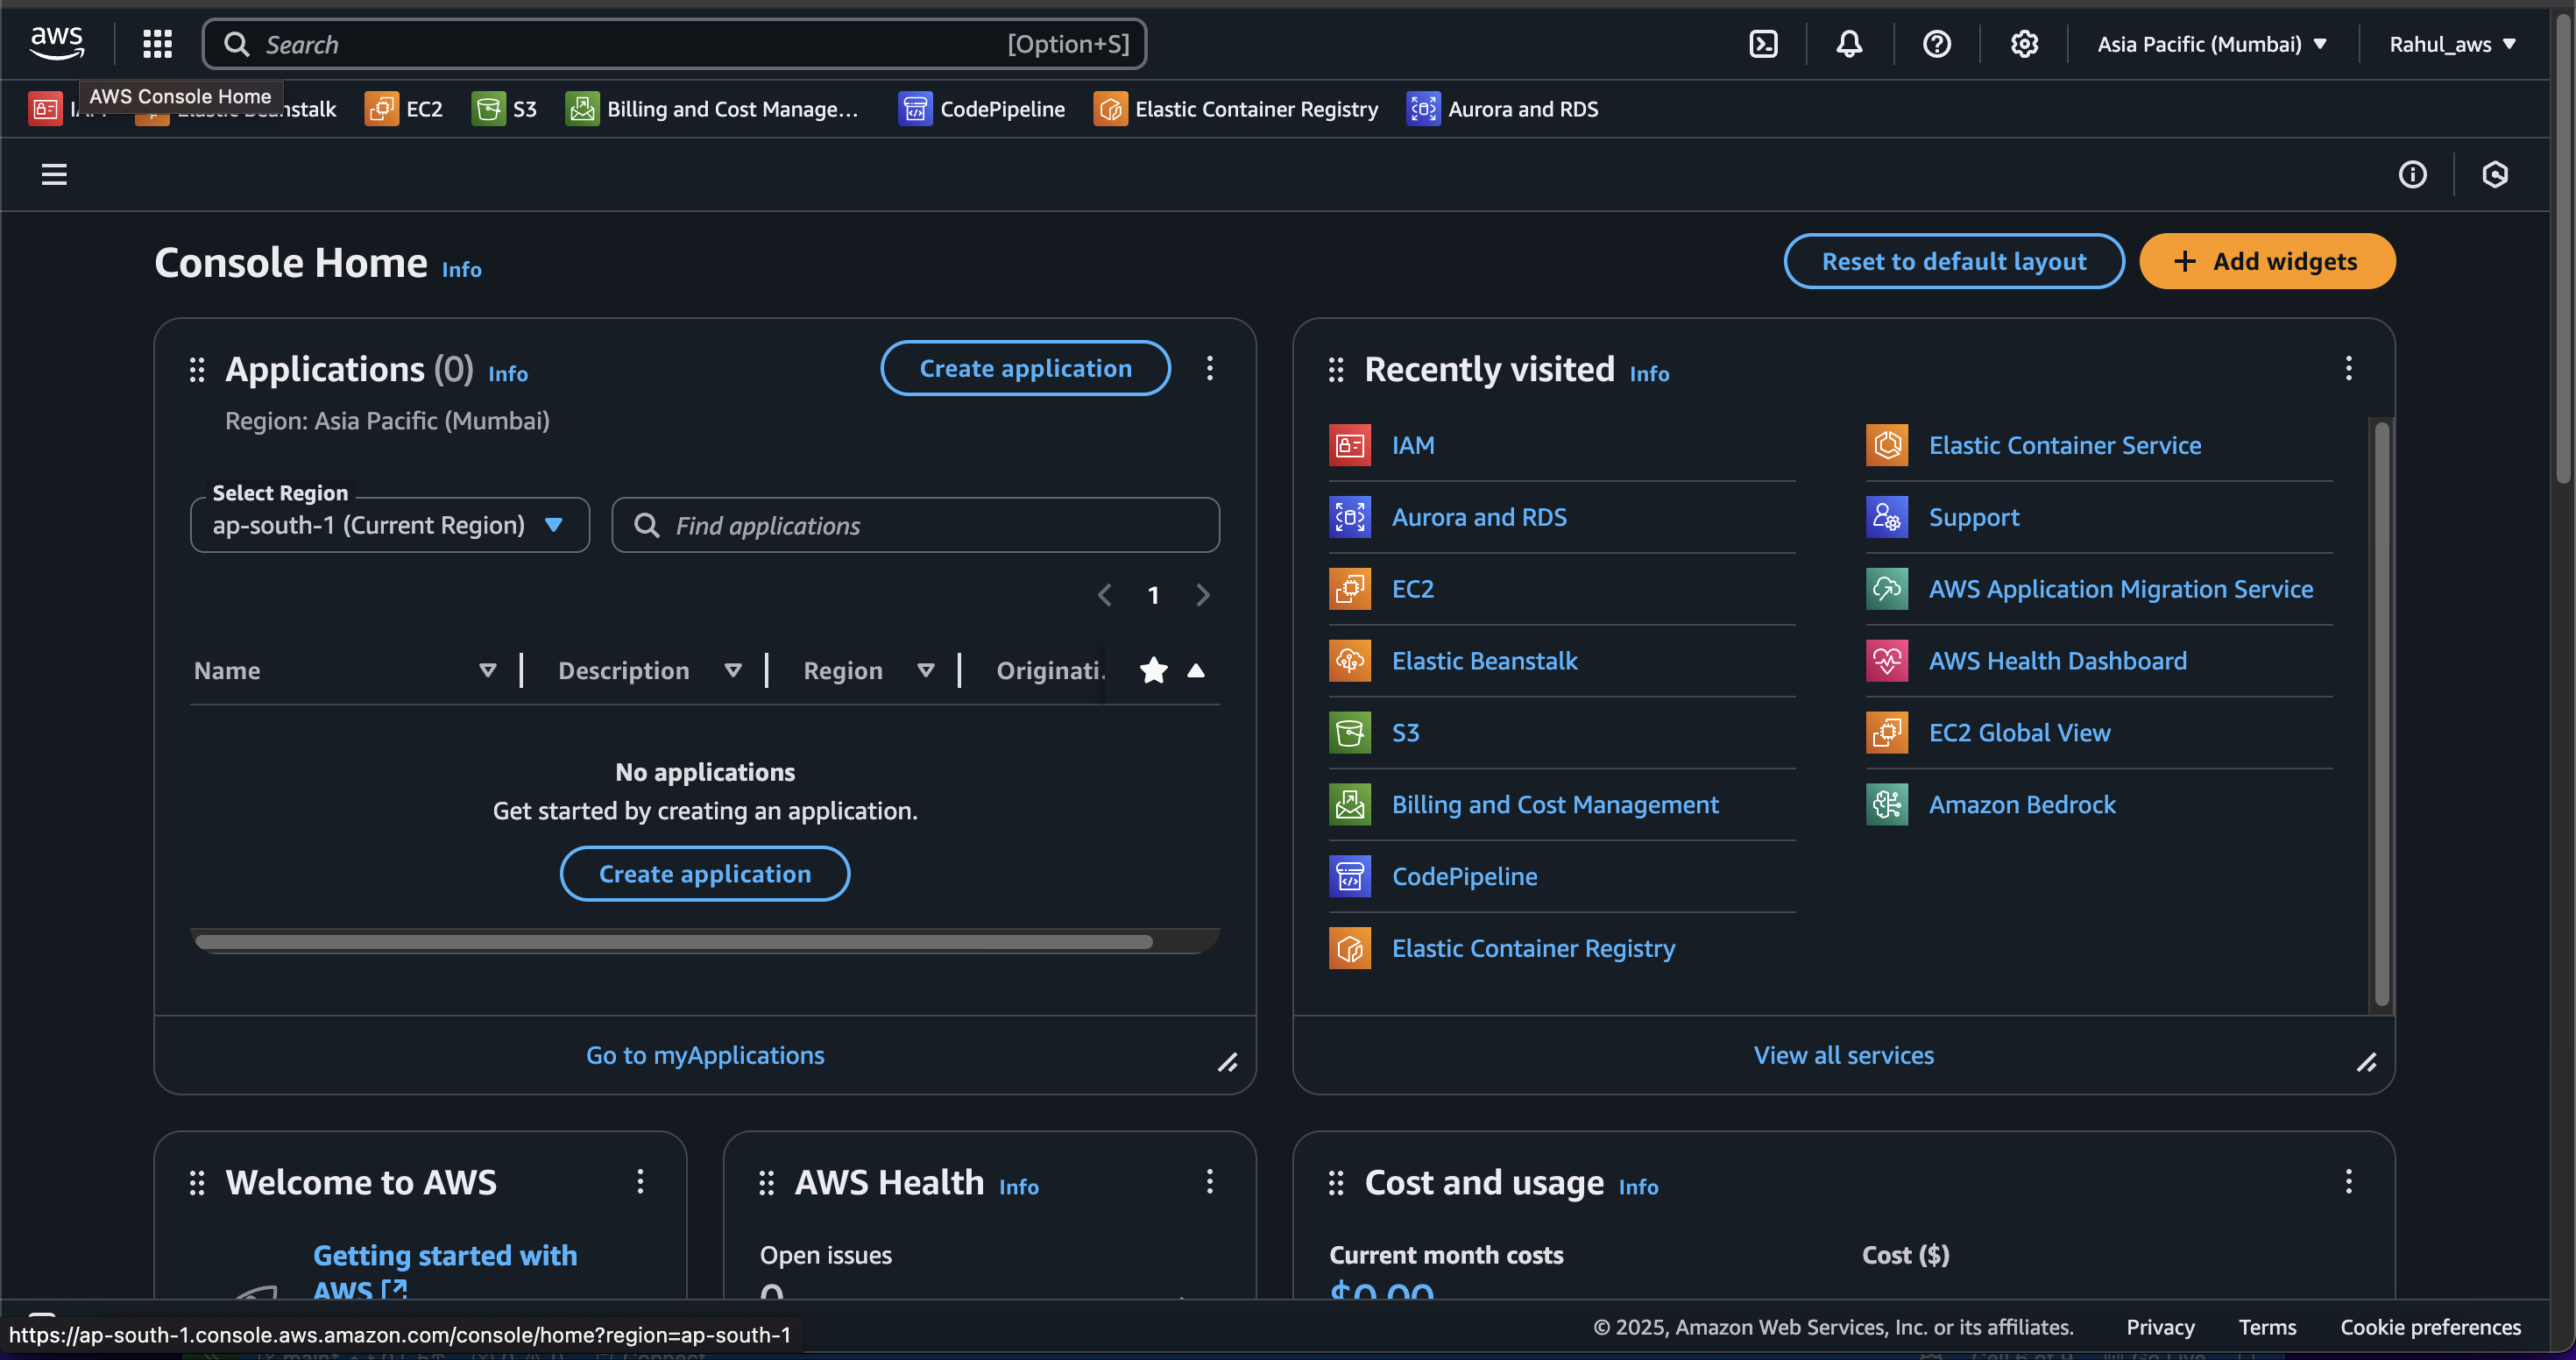 aws
Search [Option+S]
Asia Pacific (Mumbai)
Rahul_aws
AWS Console Home
EC2
S3
Billing and Cost Manage...
CodePipeline
Elastic Container Registry
Aurora and RDS
Console Home Info
Reset to default layout
+ Add widgets
Applications (0) Info
Create application
Region: Asia Pacific (Mumbai)
Select Region
ap-south-1 (Current Region)
Find applications
1
Name Description Region Originati.
No applications
Get started by creating an application.
Create application
Go to myApplications
Recently visited Info
IAM
Aurora and RDS
EC2
Elastic Beanstalk
S3
Billing and Cost Management
CodePipeline
Elastic Container Registry
Elastic Container Service
Support
AWS Application Migration Service
AWS Health Dashboard
EC2 Global View
Amazon Bedrock
View all services
Welcome to AWS
Getting started with
AWS
AWS Health Info
Open issues
0
Cost and usage Info
Current month costs
$0.00
Cost ($)
https://ap-south-1.console.aws.amazon.com/console/home?region=ap-south-1
© 2025, Amazon Web Services, Inc. or its affiliates.
Privacy
Terms
Cookie preferences